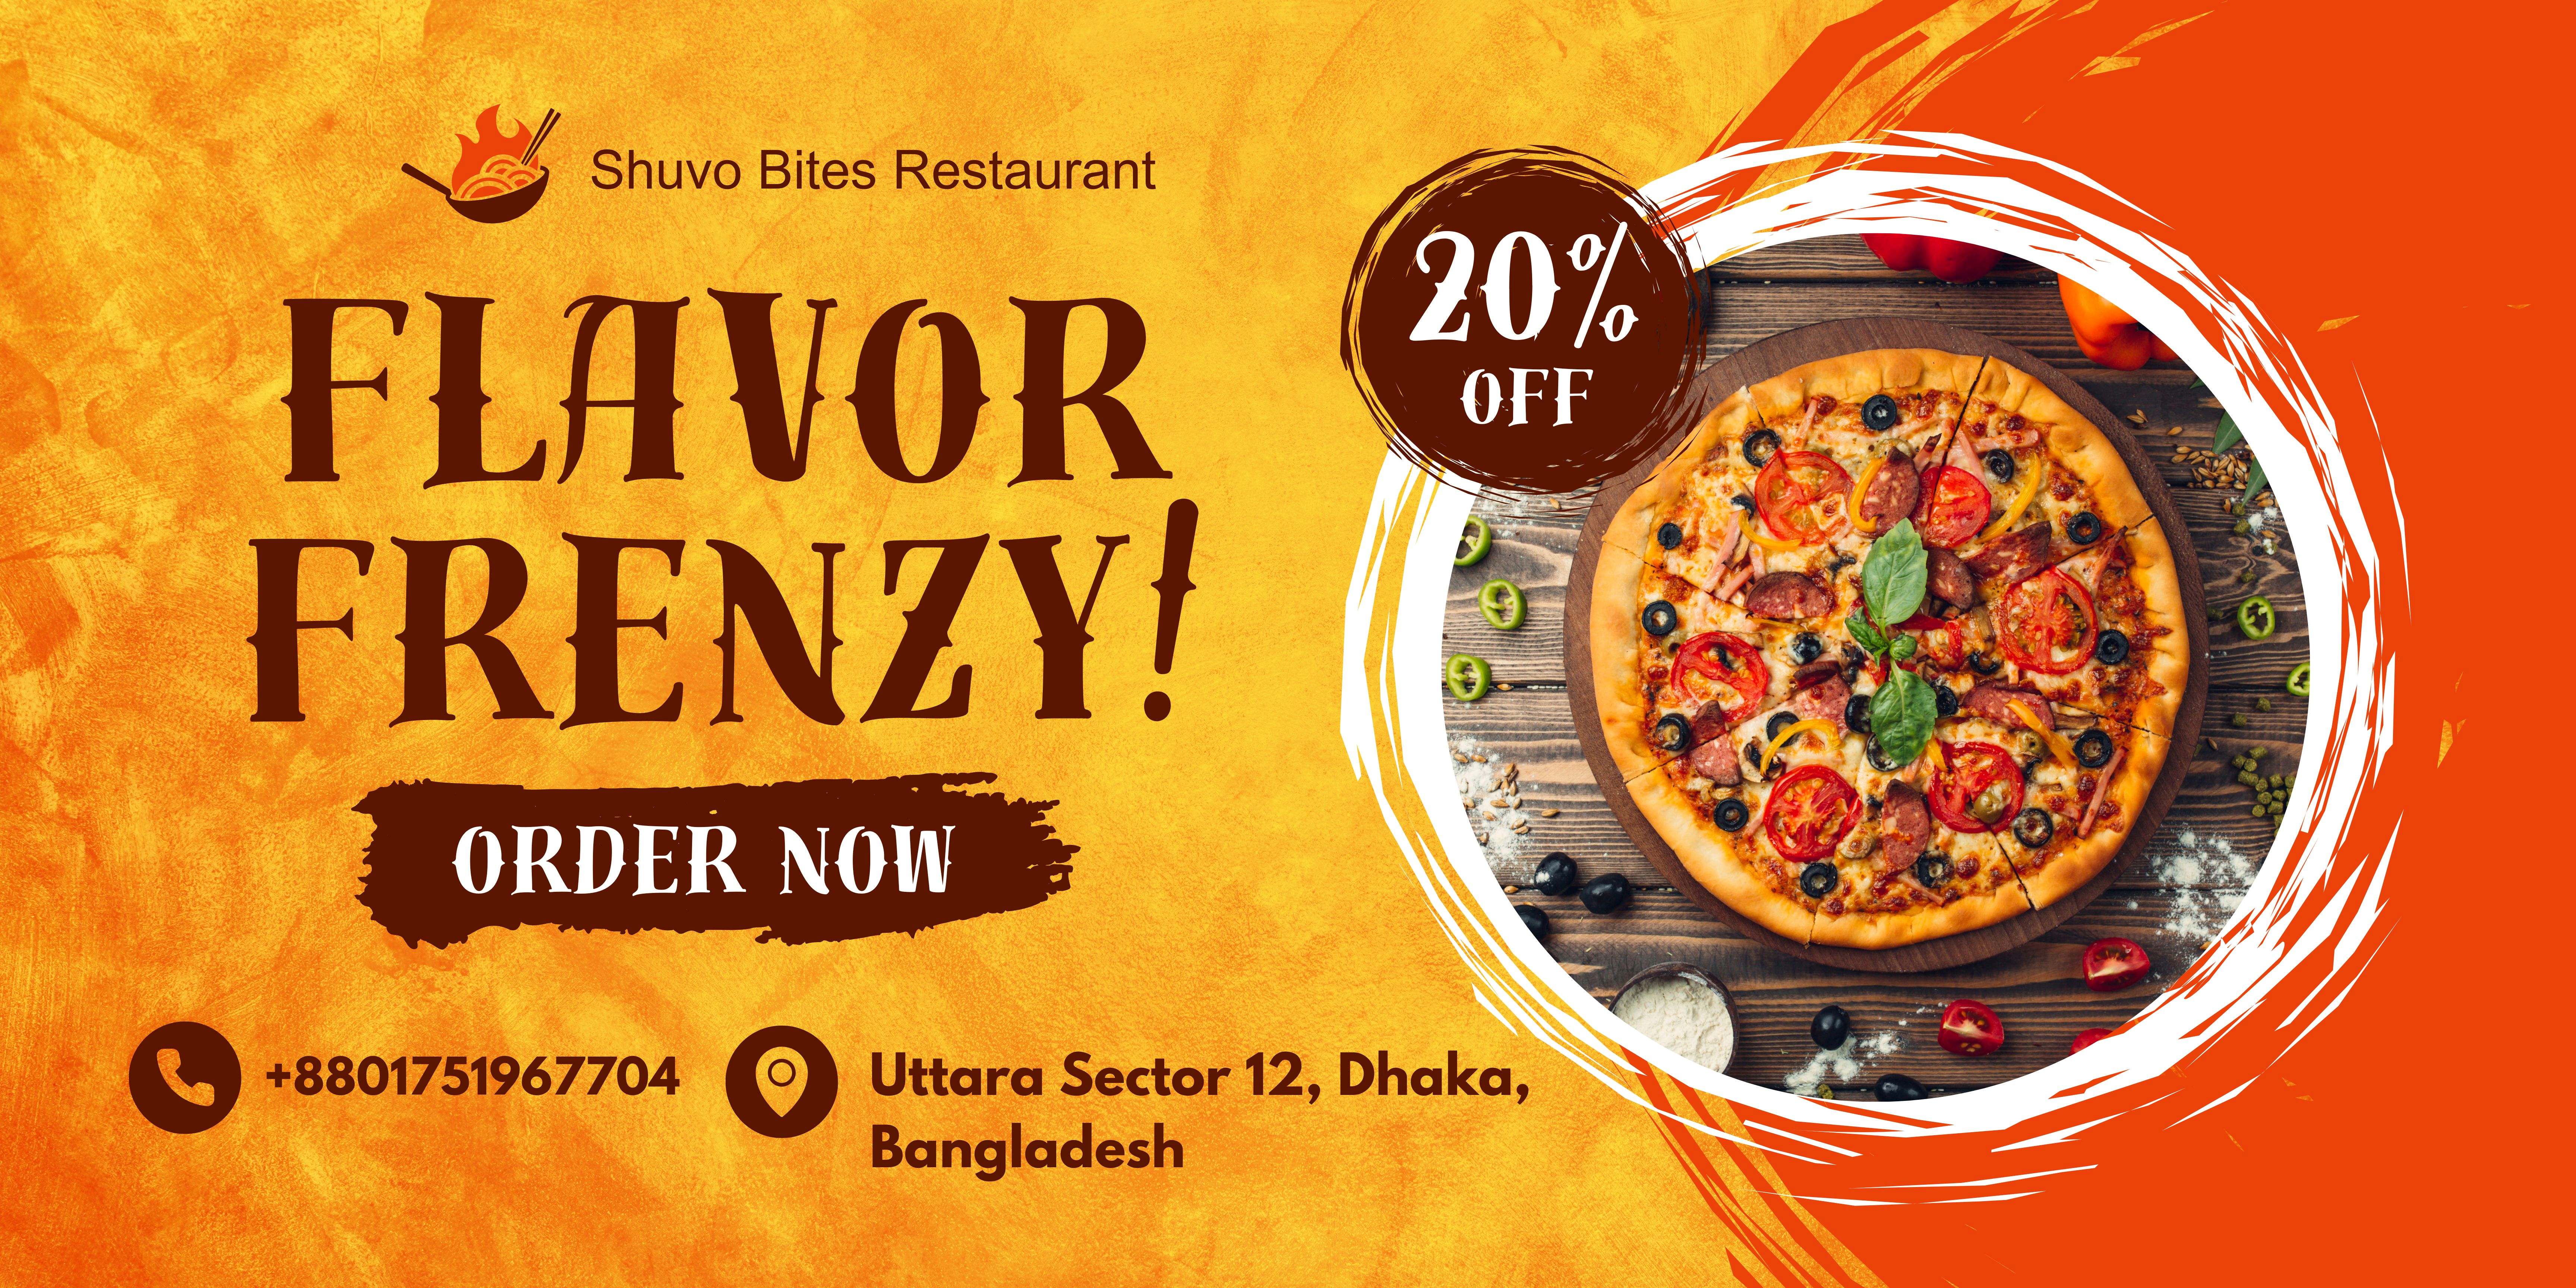 Shuvo Bites Restaurant
FLAVOR
FRENZY!
ORDER NOW
20%
OFF
+8801751967704
Uttara Sector 12, Dhaka,
Bangladesh